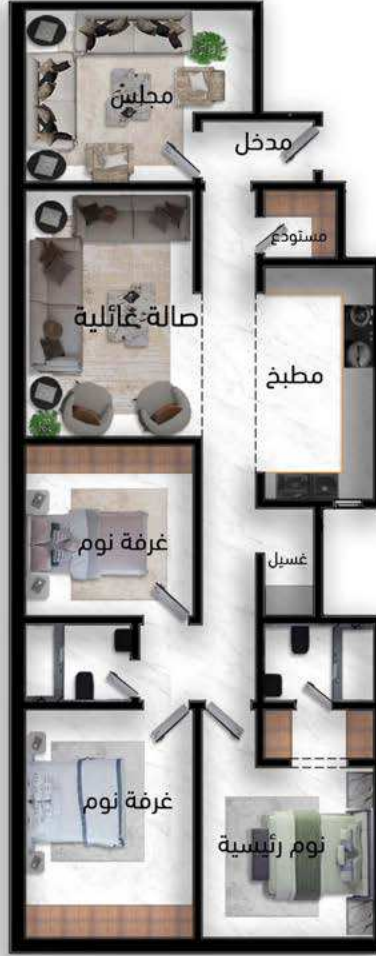 مجلس
مدخل
مستودع
صالة عائلية
مطبخ
غرفة نوم
غسيل
غرفة نوم
نوم رئيسية